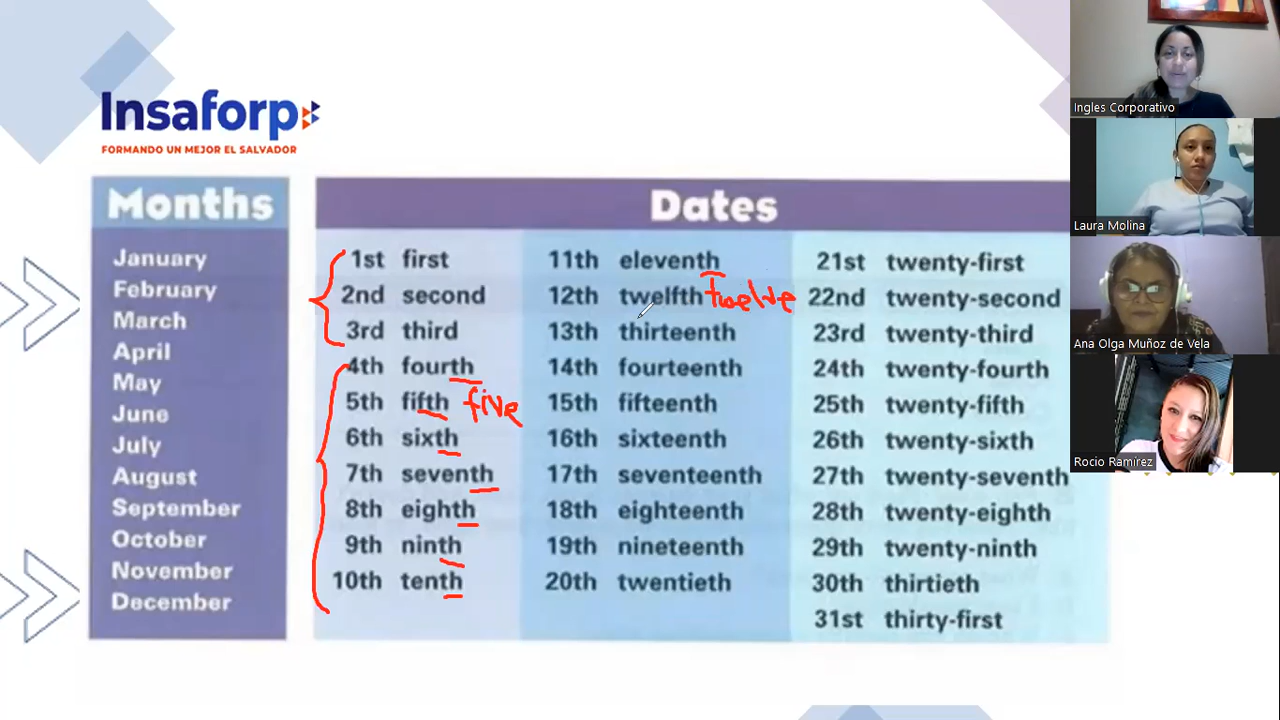 Insaforp
FORMANDO UN MEJOR EL SALVADOR
Months
January
February
March
April
May
June
July
August
September
October
November
December
Dates
1st first
2nd second
3rd third
4th fourth
5th fifth five
6th sixth
7th seventh
8th eighth
9th ninth
10th tenth
11th eleventh
12th twelfth twelve
13th thirteenth
14th fourteenth
15th fifteenth
16th sixteenth
17th seventeenth
18th eighteenth
19th nineteenth
20th twentieth
21st twenty-first
22nd twenty-second
23rd twenty-third
24th twenty-fourth
25th twenty-fifth
26th twenty-sixth
27th twenty-seventh
28th twenty-eighth
29th twenty-ninth
30th thirtieth
31st thirty-first
Ingles Corporativo
Laura Molina
Ana Olga Muñoz de Vela
Rocio Ramírez